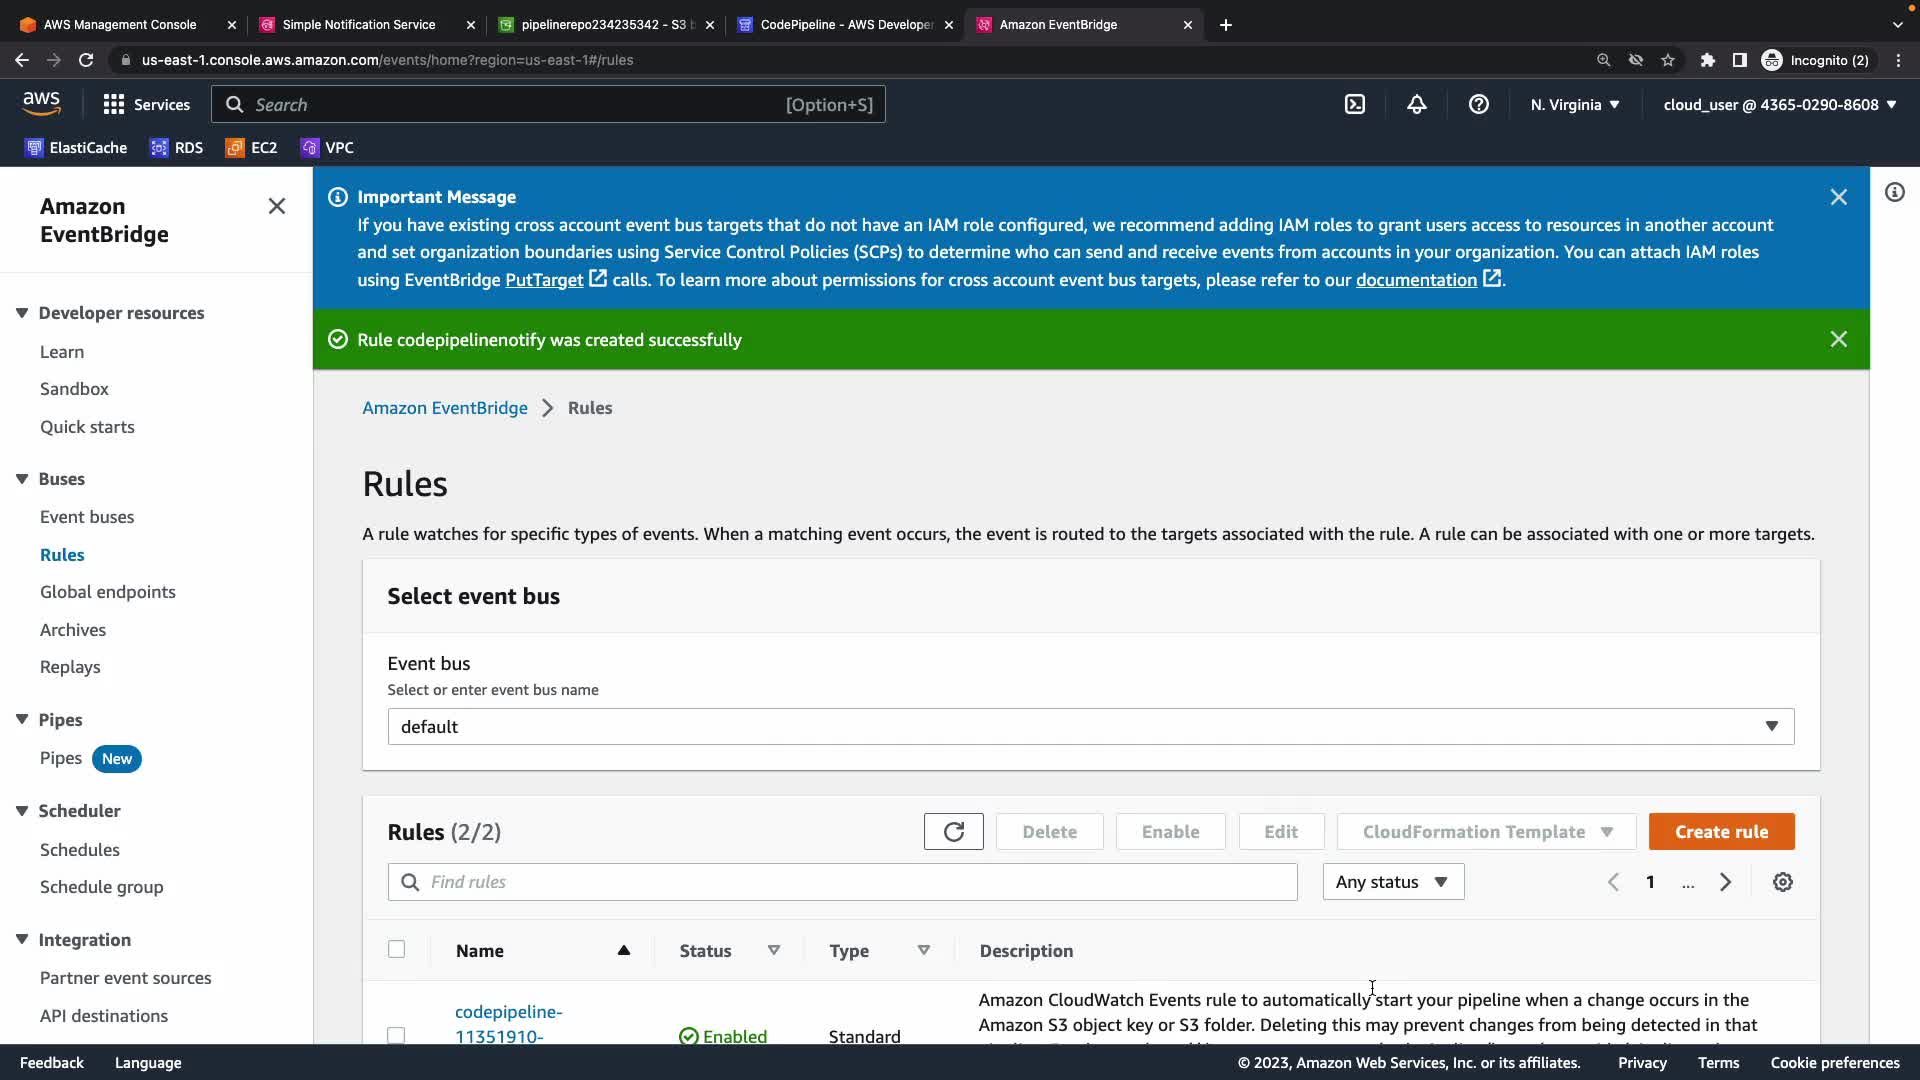 AWS Management Console
Simple Notification Service
pipelinerepo234235342 - S3 b
CodePipeline - AWS Developer
Amazon EventBridge
us-east-1.console.aws.amazon.com/events/home?region=us-east-1#/rules
Incognito (2)
aws
Services
Search
[Option+S]
N. Virginia
cloud_user @ 4365-0290-8608
ElastiCache
RDS
EC2
VPC
Amazon
EventBridge
Developer resources
Learn
Sandbox
Quick starts
Buses
Event buses
Rules
Global endpoints
Archives
Replays
Pipes
Pipes New
Scheduler
Schedules
Schedule group
Integration
Partner event sources
API destinations
Important Message
If you have existing cross account event bus targets that do not have an IAM role configured, we recommend adding IAM roles to grant users access to resources in another account
and set organization boundaries using Service Control Policies (SCPs) to determine who can send and receive events from accounts in your organization. You can attach IAM roles
using EventBridge PutTarget calls. To learn more about permissions for cross account event bus targets, please refer to our documentation.
Rule codepipelinenotify was created successfully
Amazon EventBridge > Rules
Rules
A rule watches for specific types of events. When a matching event occurs, the event is routed to the targets associated with the rule. A rule can be associated with one or more targets.
Select event bus
Event bus
Select or enter event bus name
default
Rules (2/2)
Delete
Enable
Edit
CloudFormation Template
Create rule
Find rules
Any status
1 ...
Name
Status
Type
Description
codepipeline-
11351910-
Enabled
Standard
Amazon CloudWatch Events rule to automatically start your pipeline when a change occurs in the
Amazon S3 object key or S3 folder. Deleting this may prevent changes from being detected in that
Feedback
Language
© 2023, Amazon Web Services, Inc. or its affiliates.
Privacy
Terms
Cookie preferences